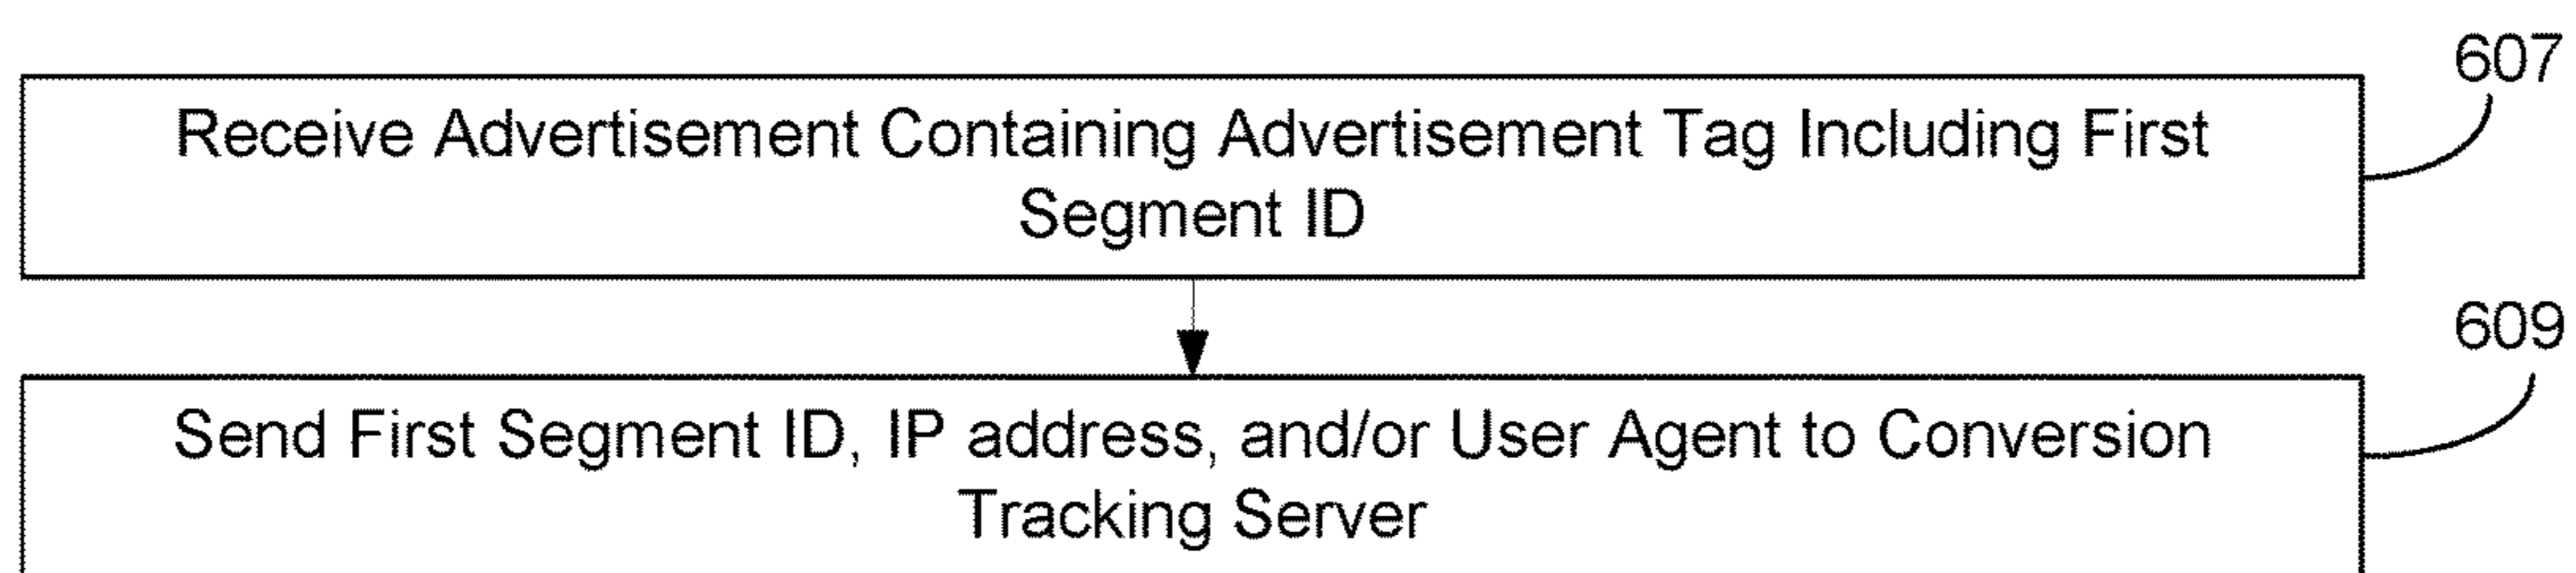 607
Receive Advertisement Containing Advertisement Tag Including First
Segment ID
609
Send First Segment ID, IP address, and/or User Agent to Conversion
Tracking Server